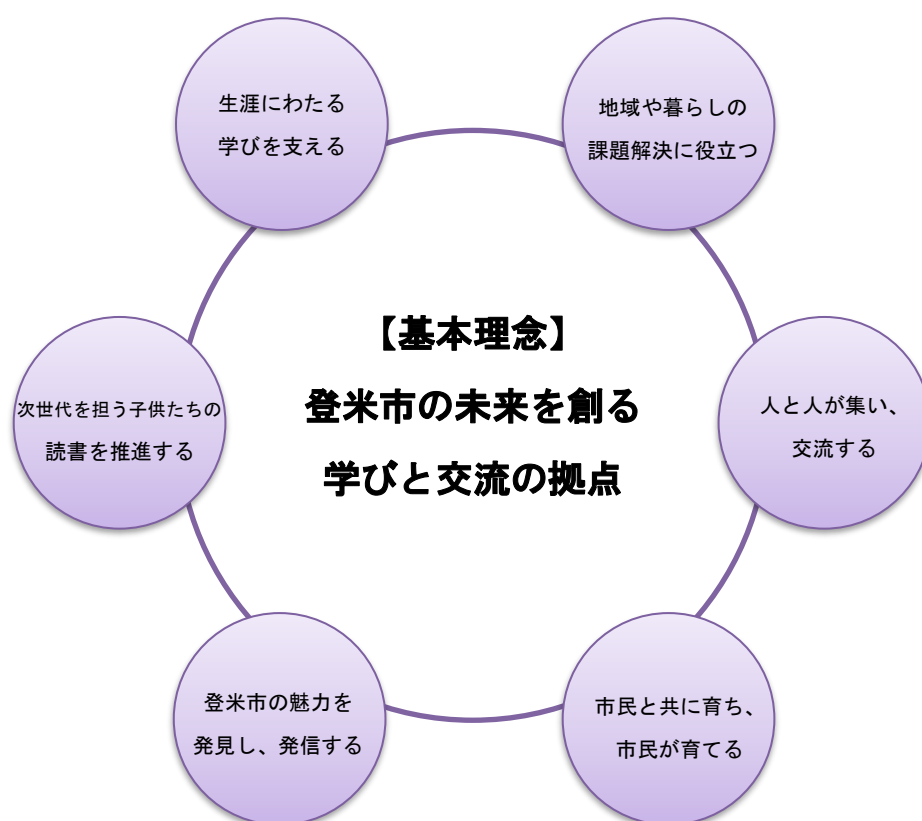 生涯にわたる
学びを支える
地域や暮らしの
課題解決に役立つ
【基本理念】
登米市の未来を創る
学びと交流の拠点
次世代を担う子供たちの
読書を推進する
人と人が集い、
交流する
登米市の魅力を
発見し、発信する
市民と共に育ち、
市民が育てる